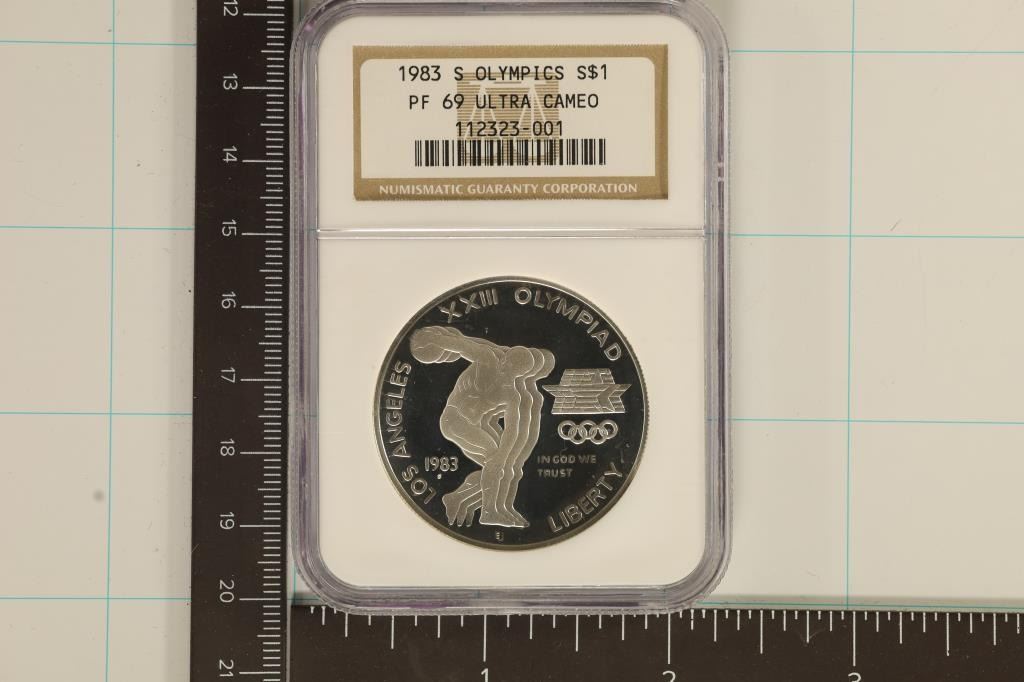 1983 S OLYMPICS S$1
PF 69 ULTRA CAMEO
112323-001
NUMISMATIC GUARANTY CORPORATION
LOS ANGELES XXIII OLYMPIAD
1983
S
IN GOD WE
TRUST
LIBERTY
12
13
14
15
16
17
18
19
20
21
1 2 3